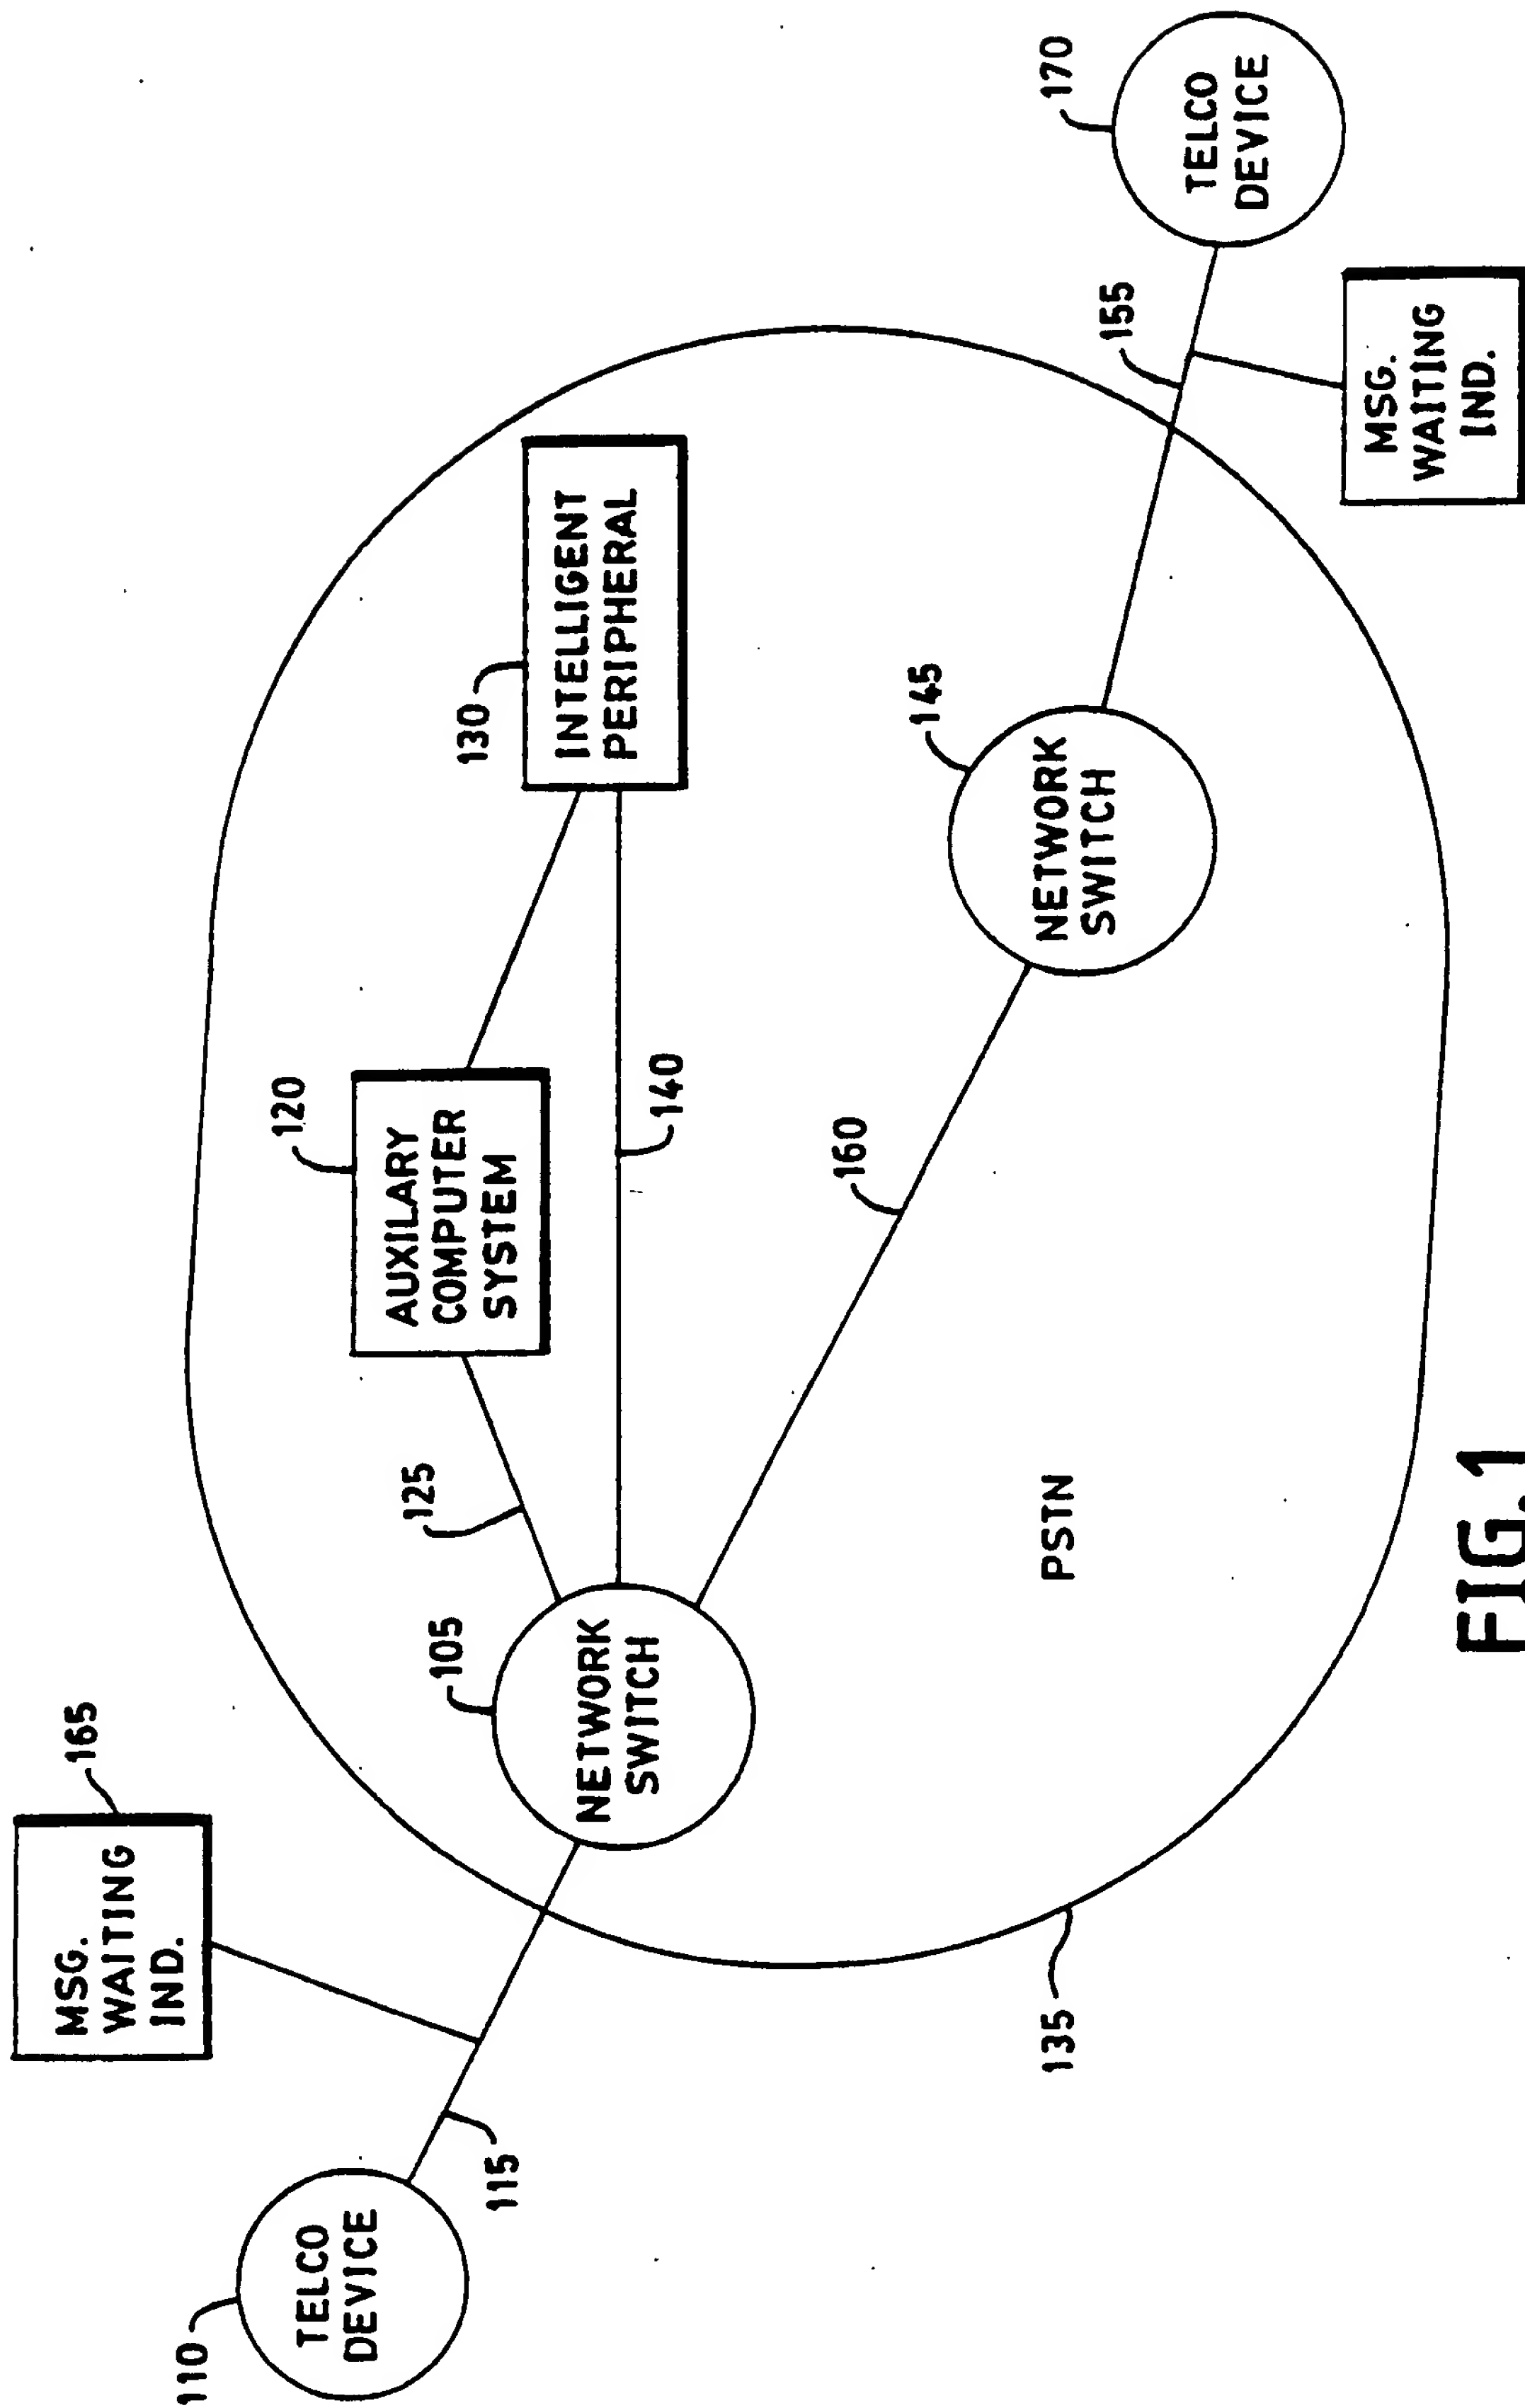 110
TELCO
DEVICE
115
MSG.
WAITING
IND.
165
105
NETWORK
SWITCH
125
120
AUXILARY
COMPUTER
SYSTEM
130
INTELLIGENT
PERIPHERAL
140
160
145
NETWORK
SWITCH
155
170
TELCO
DEVICE
MSG.
WAITING
IND.
135
PSTN
FIG.1